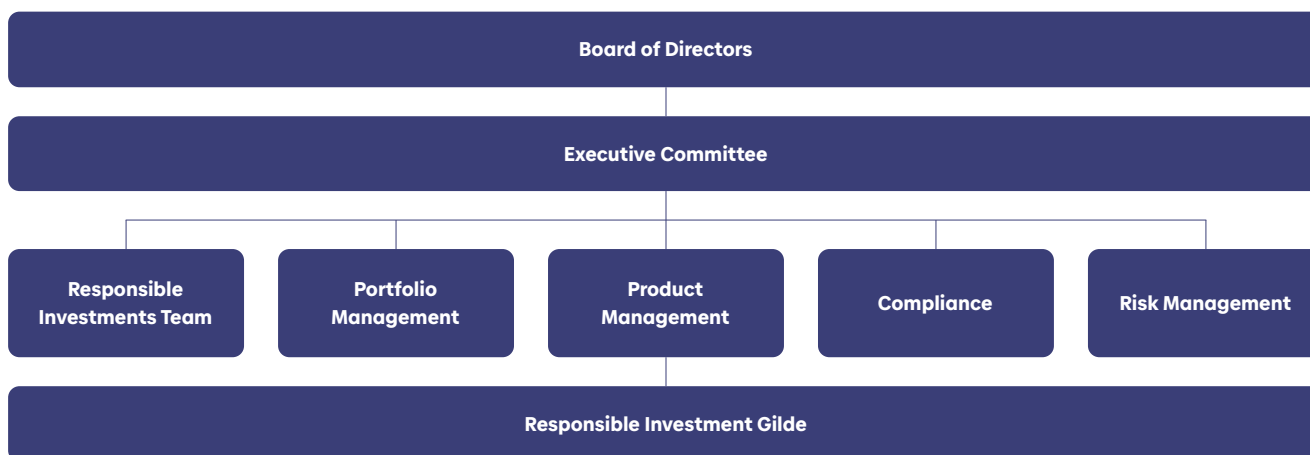 Board of Directors
Executive Committee
Responsible
Investments Team
Portfolio
Management
Product
Management
Compliance
Risk Management
Responsible Investment Gilde